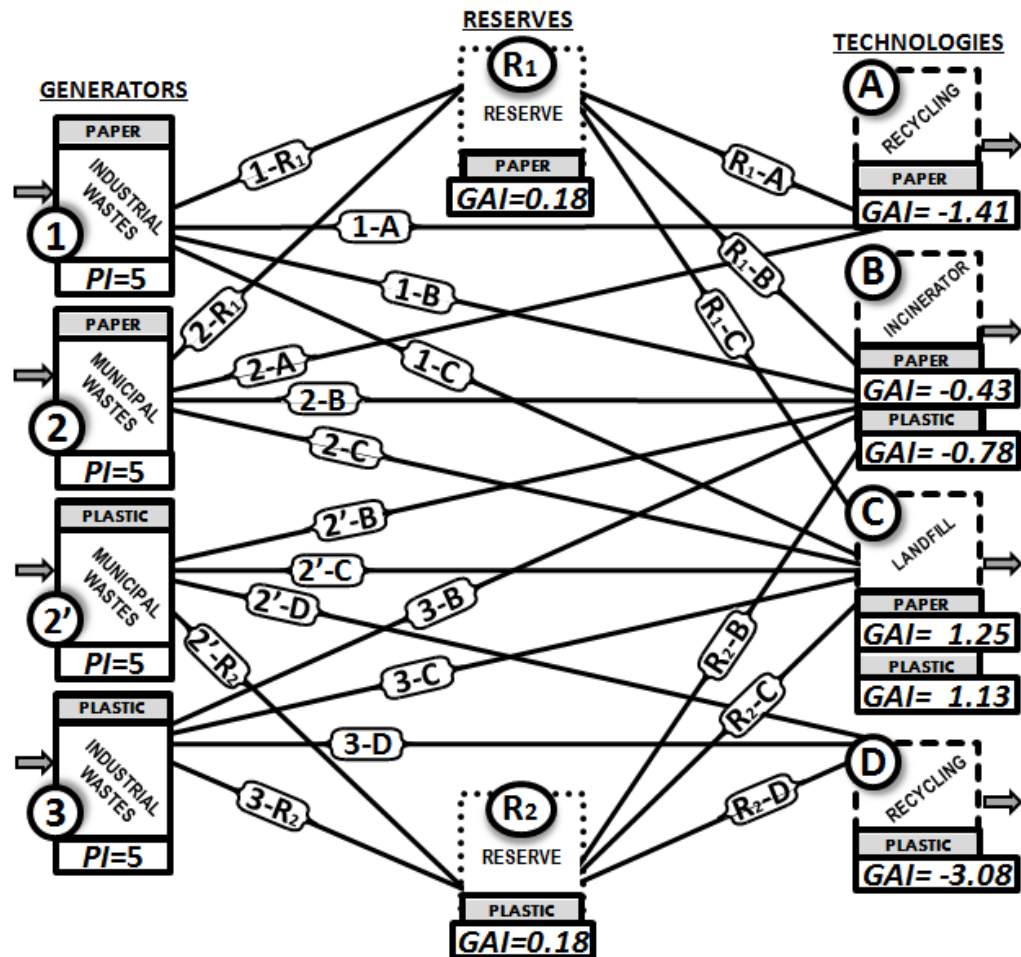 RESERVES
TECHNOLOGIES
GENERATORS
PAPER
INDUSTRIAL
WASTES
1
PI=5
PAPER
MUNICIPAL
WASTES
2
PI=5
PLASTIC
MUNICIPAL
WASTES
2'
PI=5
PLASTIC
INDUSTRIAL
WASTES
3
PI=5
R1
RESERVE
PAPER
GAI=0.18
1-R1
1-A
1-B
1-C
2-R1
2-A
2-B
2-C
2'-B
2'-C
2'-D
2'-R2
3-B
3-C
3-D
3-R2
R1-A
R1-B
R1-C
R2-B
R2-C
R2-D
R2
RESERVE
PLASTIC
GAI=0.18
A
RECYCLING
PAPER
GAI= -1.41
B
INCINERATOR
PAPER
GAI= -0.43
PLASTIC
GAI= -0.78
C
LANDFILL
PAPER
GAI= 1.25
PLASTIC
GAI= 1.13
D
RECYCLING
PLASTIC
GAI= -3.08